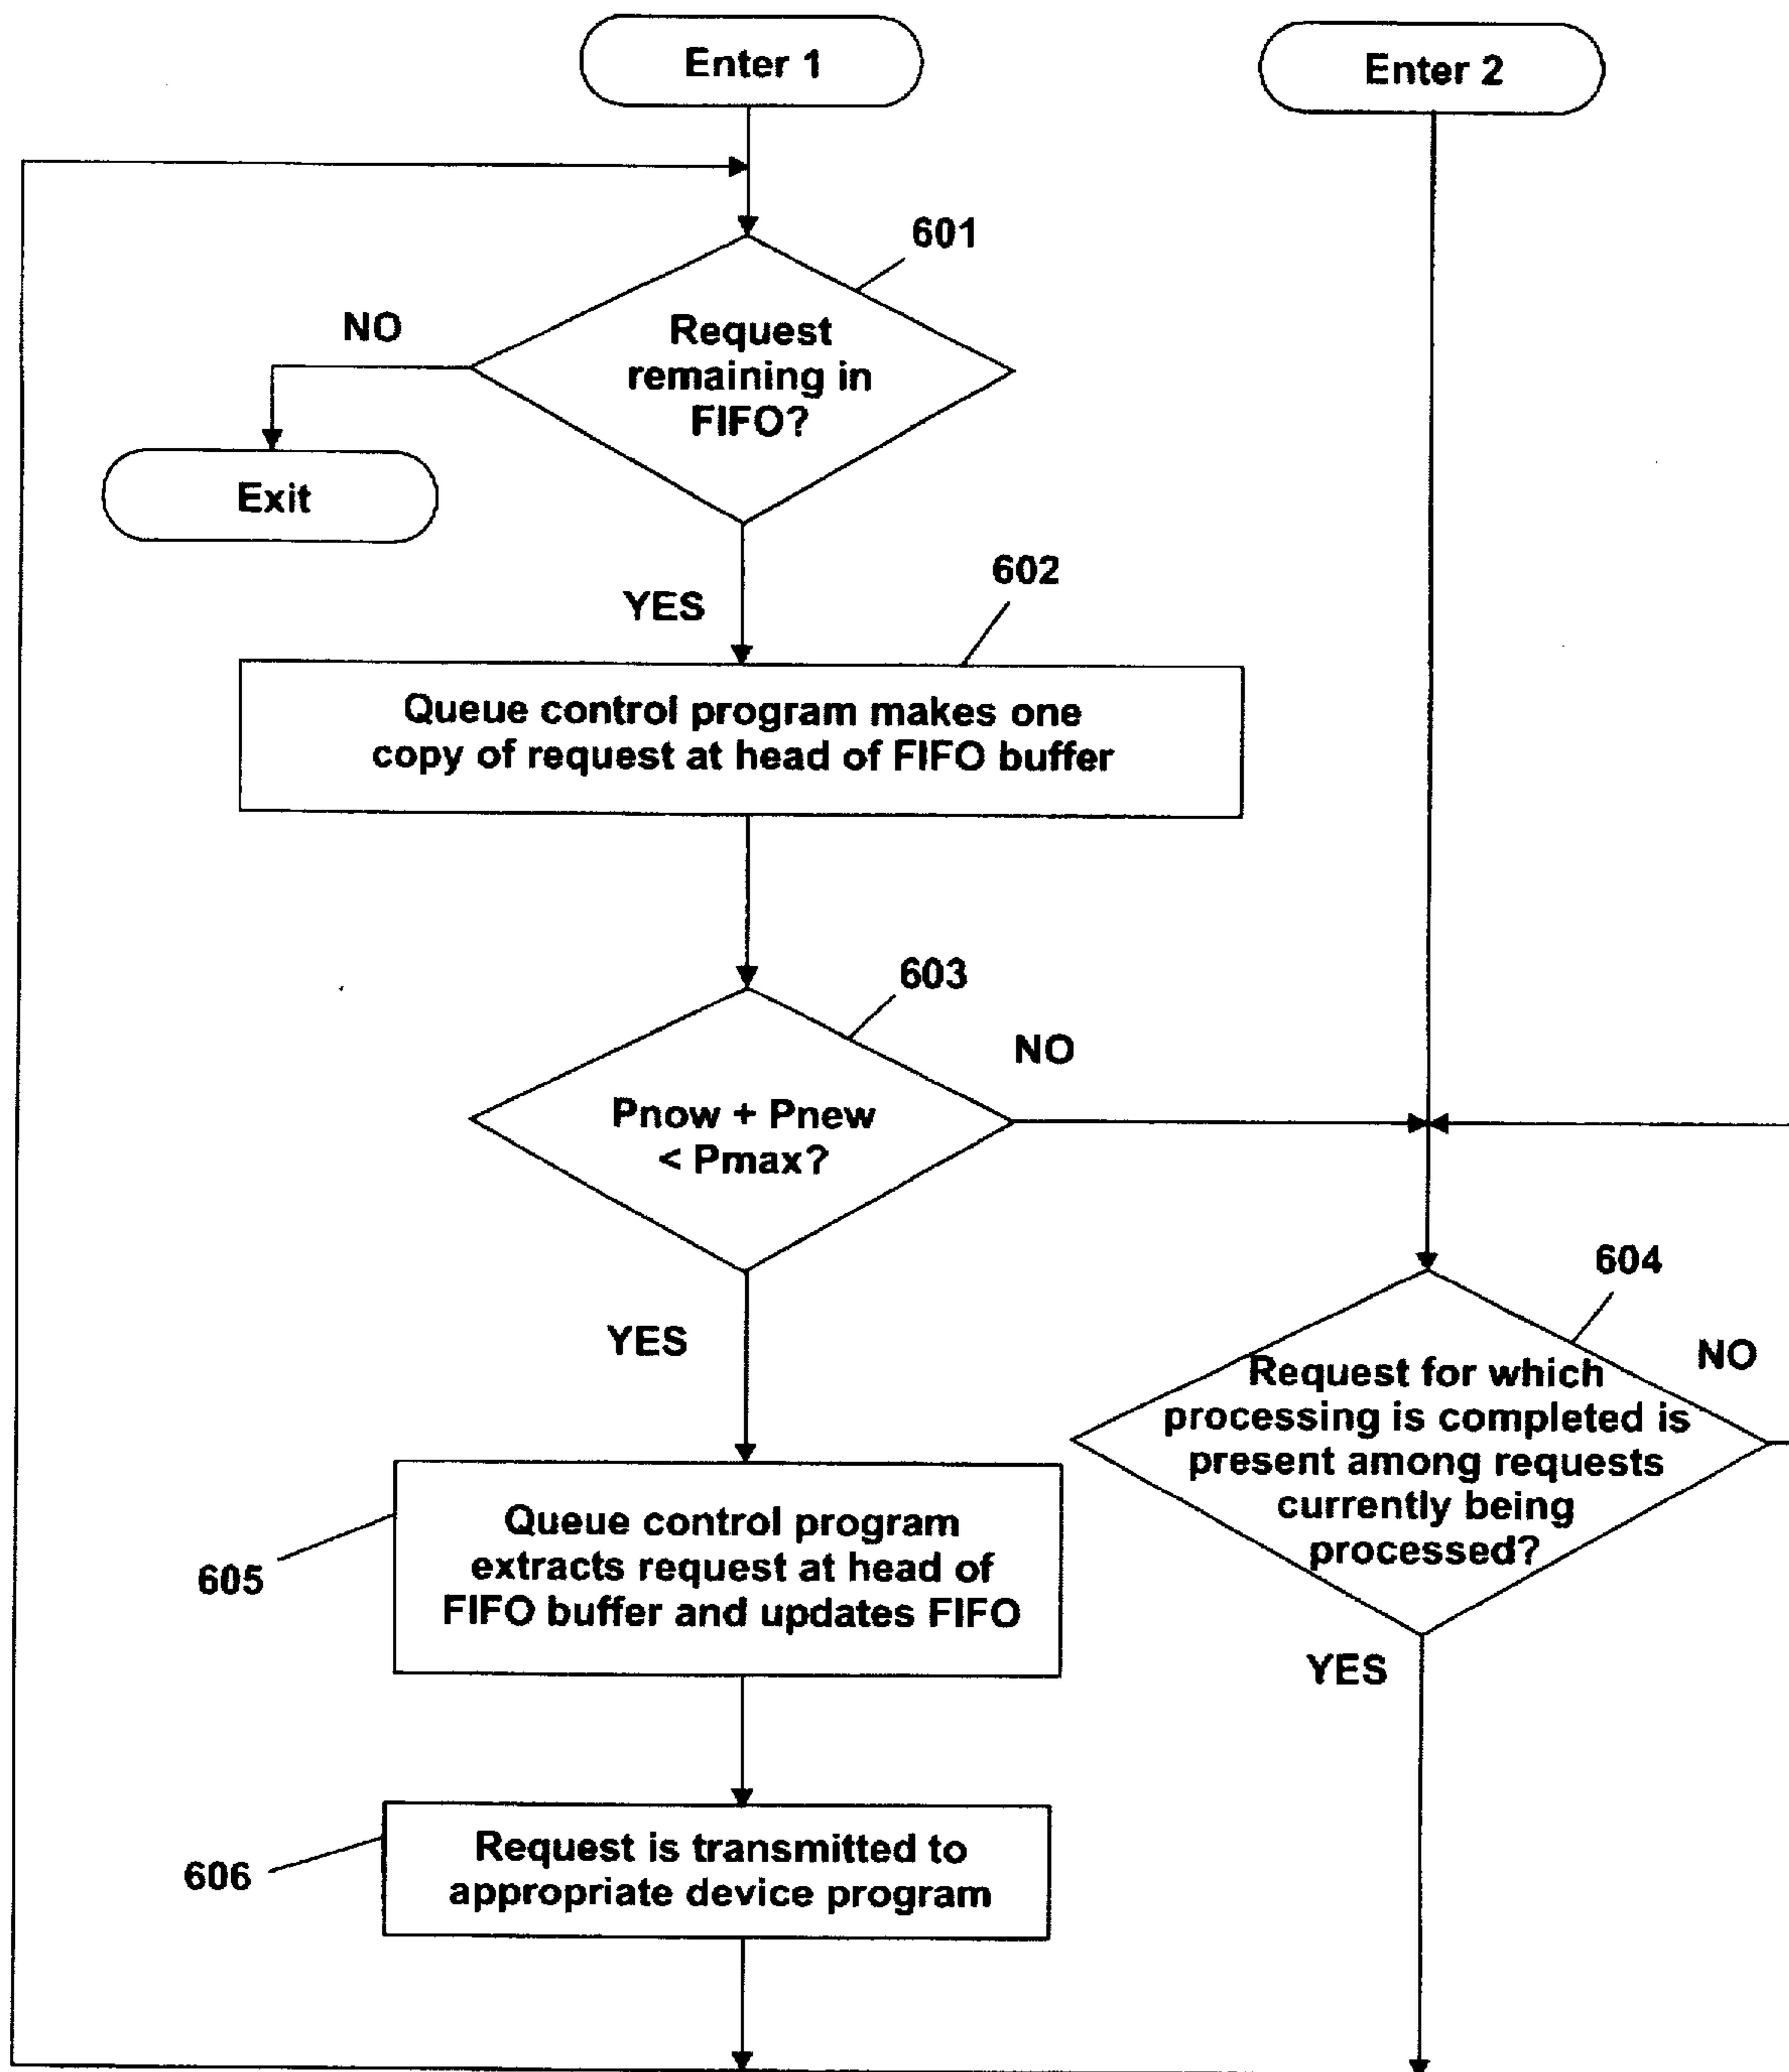 Enter 1
Enter 2
601
NO
Request
remaining in
FIFO?
Exit
602
YES
Queue control program makes one
copy of request at head of FIFO buffer
603
NO
Pnow + Pnew
< Pmax?
604
YES
NO
Request for which
processing is completed is
present among requests
currently being
processed?
Queue control program
extracts request at head of
FIFO buffer and updates FIFO
605
YES
Request is transmitted to
appropriate device program
606